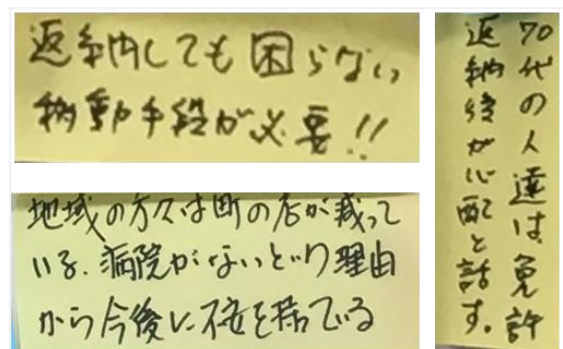 返納しても困らない
移動手段が必要!!
70代の人達は、免許
返納後が心配と話す。
地域の方々は町の店が減って
いる、病院がないという理由
から今後に不安を持っている